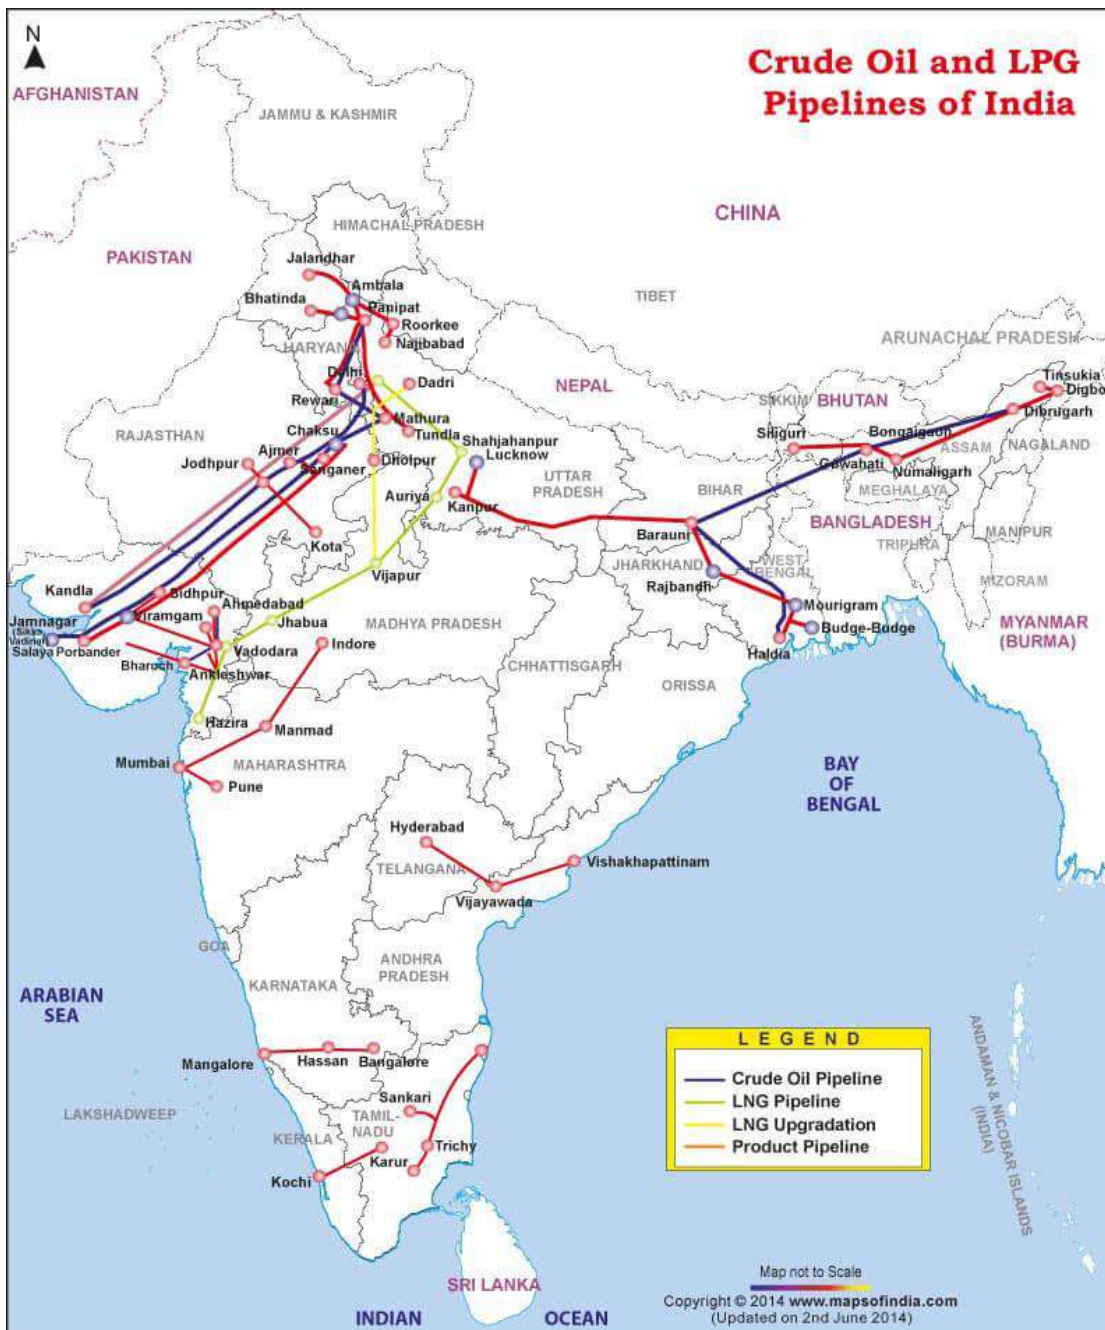 N
Crude Oil and LPG
Pipelines of India
AFGHANISTAN
JAMMU & KASHMIR
CHINA
HIMACHAL PRADESH
PAKISTAN
Jalandhar
Ambala
TIBET
Bhatinda
Panipat
Roorkee
Najibabad
HARYANA
ARUNACHAL PRADESH
Delhi
Dadri
NEPAL
Tinsukia
Digboi
Rewari
SIKKIM
BHUTAN
Dibrugarh
Mathura
Chaksu
Tundla
RAJASTHAN
Shahjahanpur
Siliguri
Bongaigaon
ASSAM
NAGALAND
Ajmer
Lucknow
Jodhpur
Sanganer
Dholpur
Guwahati
Numaligarh
UTTAR
PRADESH
BIHAR
MEGHALAYA
Auriya
Kanpur
BANGLADESH
MANIPUR
Barauni
TRIPURA
Kota
JHARKHAND
WEST
BENGAL
Vijapur
Rajbandh
MIZORAM
Kandla
Sidhpur
Ahmedabad
Mourigram
Jamnagar
Viramgam
Jhabua
MADHYA PRADESH
Budge-Budge
MYANMAR
(BURMA)
Salaya
Porbander
Vadodara
Indore
Haldia
Bharoch
Ankleshwar
CHHATTISGARH
ORISSA
Hazira
Manmad
Mumbai
MAHARASHTRA
Pune
BAY
OF
BENGAL
Hyderabad
TELANGANA
Vishakhapattinam
Vijayawada
GOA
ANDHRA
PRADESH
KARNATAKA
ARABIAN
SEA
ANDAMAN & NICOBAR ISLANDS
(INDIA)
LEGEND
Crude Oil Pipeline
LNG Pipeline
LNG Upgradation
Product Pipeline
Mangalore
Hassan
Bangalore
LAKSHADWEEP
Sankari
TAMIL-
NADU
KERALA
Trichy
Karur
Kochi
SRI LANKA
INDIAN
OCEAN
Map not to Scale
Copyright © 2014 www.mapsofindia.com
(Updated on 2nd June 2014)